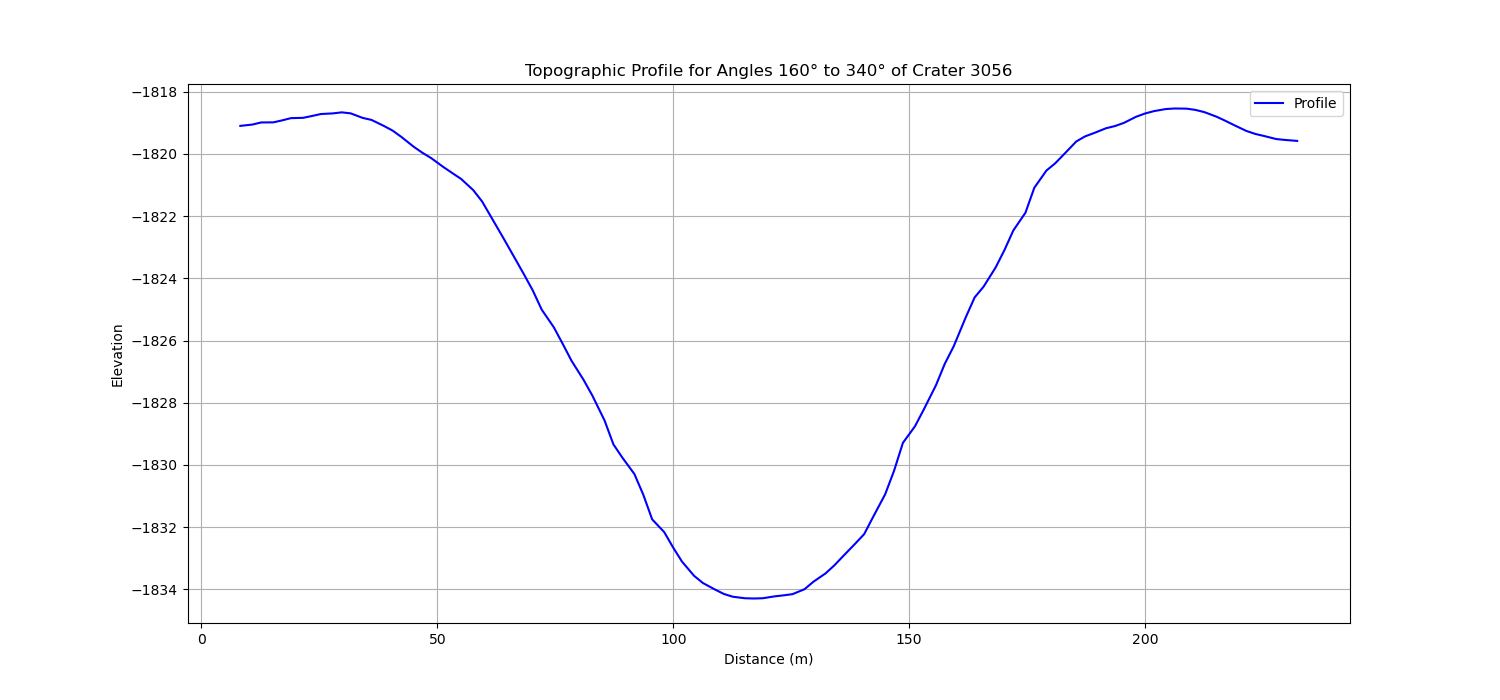 Topographic Profile for Angles 160° to 340° of Crater 3056
Profile
−1818
−1820
−1822
−1824
−1826
−1828
−1830
−1832
−1834
Elevation
0 50 100 150 200
Distance (m)